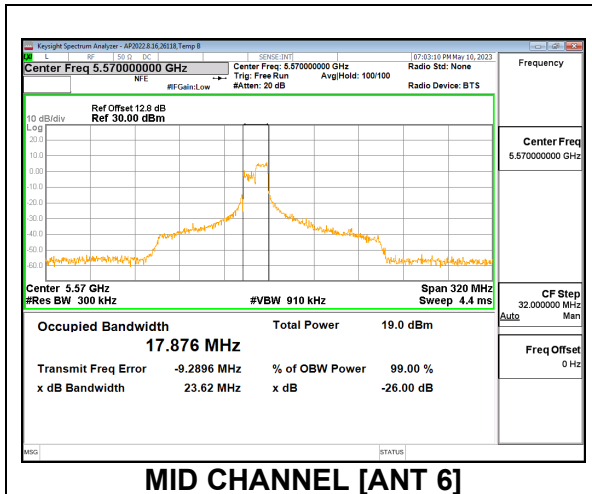 Keysight Spectrum Analyzer - AP2022.8.16,26118,Temp B
L RF 50 Ω DC SENSE:INT 07:03:10 PM May 10, 2023
Center Freq 5.570000000 GHz Center Freq: 5.570000000 GHz Radio Std: None
NFE Trig: Free Run Avg|Hold: 100/100
#IFGain:Low #Atten: 20 dB Radio Device: BTS
Frequency
Ref Offset 12.8 dB
10 dB/div Ref 30.00 dBm
Log
20.0
10.0
0.00
-10.0
-20.0
-30.0
-40.0
-50.0
-60.0
Center 5.57 GHz Span 320 MHz
#Res BW 300 kHz #VBW 910 kHz Sweep 4.4 ms
Occupied Bandwidth Total Power 19.0 dBm
17.876 MHz
Transmit Freq Error -9.2896 MHz % of OBW Power 99.00 %
x dB Bandwidth 23.62 MHz x dB -26.00 dB
Center Freq
5.570000000 GHz
CF Step
32.000000 MHz
Auto Man
Freq Offset
0 Hz
MSG STATUS
MID CHANNEL [ANT 6]